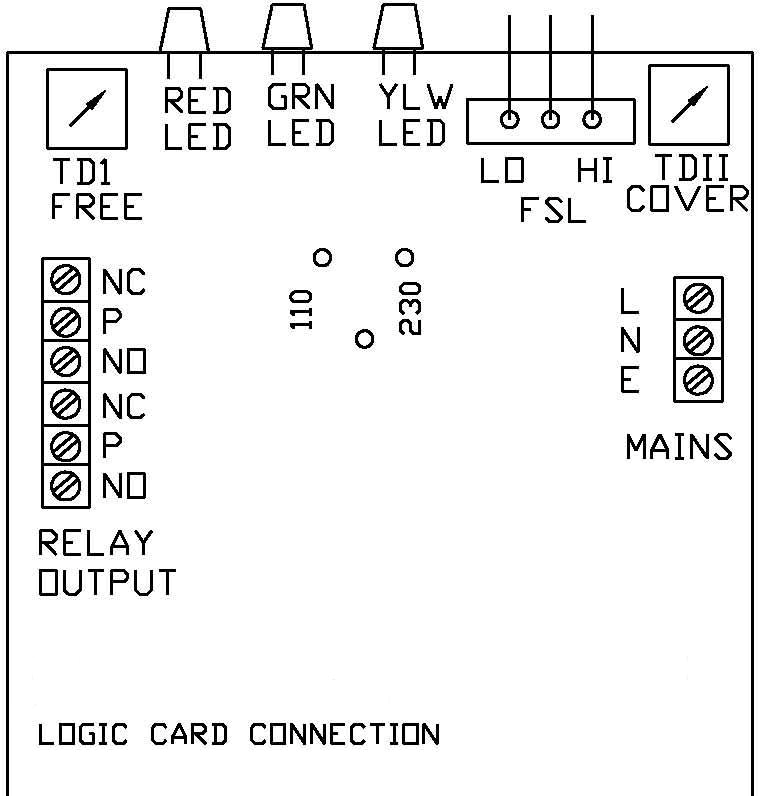 RED LED
GRN LED
YLW LED
TD1
FREE
LO HI
FSL
TDII
COVER
110
230
NC
P
NO
NC
P
NO
RELAY
OUTPUT
L
N
E
MAINS
LOGIC CARD CONNECTION